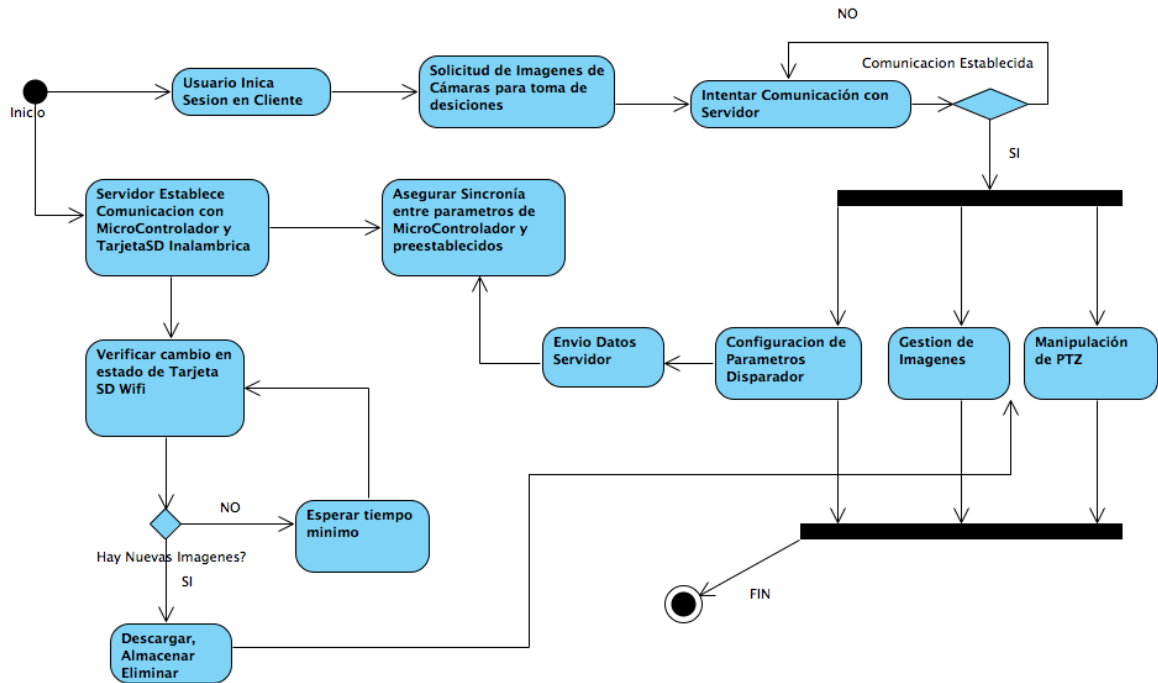 NO
Comunicacion Establecida
Usuario Inica
Sesion en Cliente
Solicitud de Imagenes de
Cámaras para toma de
desiciones
Intentar Comunicación con
Servidor
Inicio
SI
Servidor Establece
Comunicacion con
MicroControlador y
TarjetaSD Inalambrica
Asegurar Sincronía
entre parametros de
MicroControlador y
preestablecidos
Verificar cambio en
estado de Tarjeta
SD Wifi
Envio Datos
Servidor
Configuracion de
Parametros
Disparador
Gestion de
Imagenes
Manipulación
de PTZ
NO
Esperar tiempo
minimo
Hay Nuevas Imagenes?
SI
FIN
Descargar,
Almacenar
Eliminar